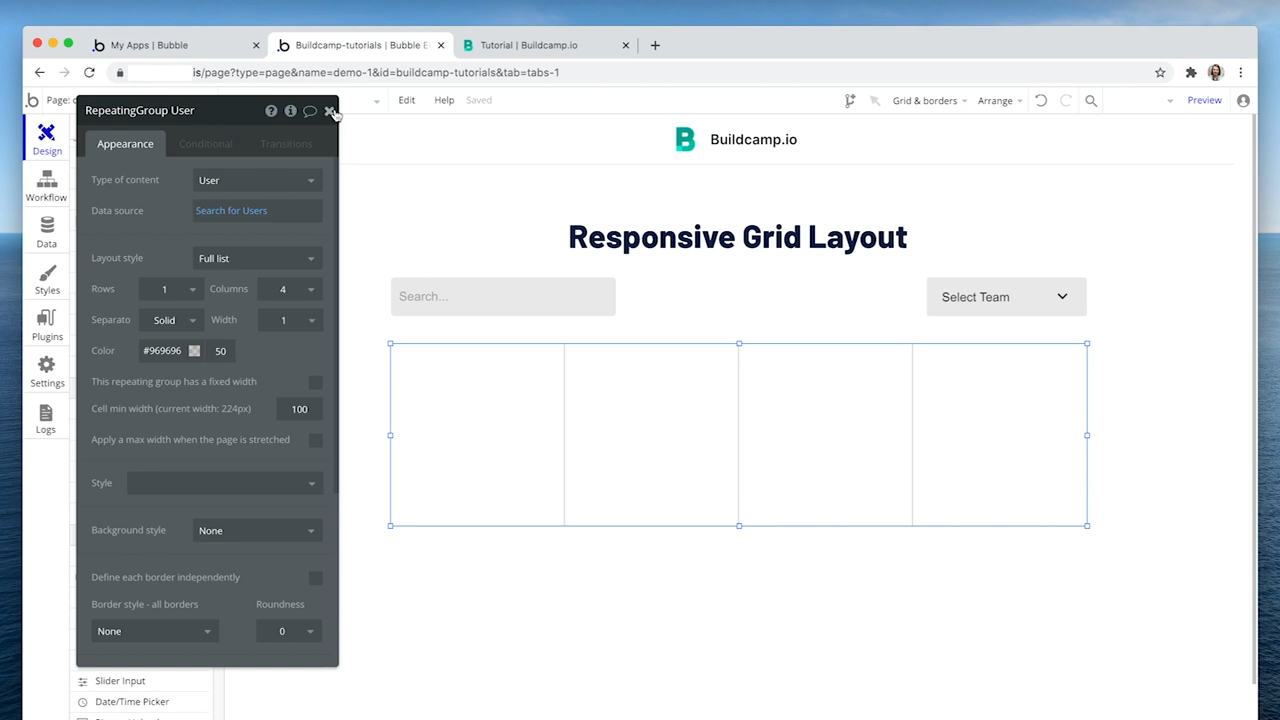 My Apps | Bubble
Buildcamp-tutorials | Bubble E
Tutorial | Buildcamp.io
is/page?type=page&name=demo-1&id=buildcamp-tutorials&tab=tabs-1
Page:
Edit
Help
Saved
Grid & borders
Arrange
Preview
RepeatingGroup User
Appearance
Conditional
Transitions
Type of content
User
Data source
Search for Users
Layout style
Full list
Rows
1
Columns
4
Separato
Solid
Width
1
Color
#969696
50
This repeating group has a fixed width
Cell min width (current width: 224px)
100
Apply a max width when the page is stretched
Style
Background style
None
Define each border independently
Border style - all borders
Roundness
None
0
Slider Input
Date/Time Picker
Design
Workflow
Data
Styles
Plugins
Settings
Logs
B
Buildcamp.io
Responsive Grid Layout
Search...
Select Team